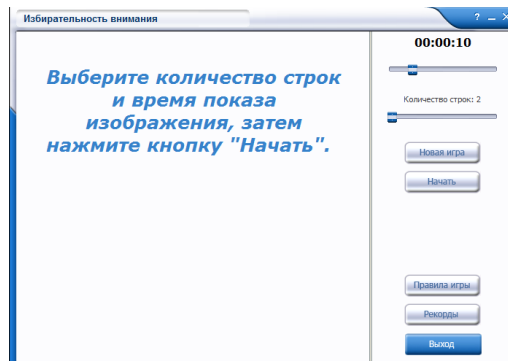 Избирательность внимания
Выберите количество строк
и время показа
изображения, затем
нажмите кнопку "Начать".
00:00:10
Количество строк: 2
Новая игра
Начать
Правила игры
Рекорды
Выход